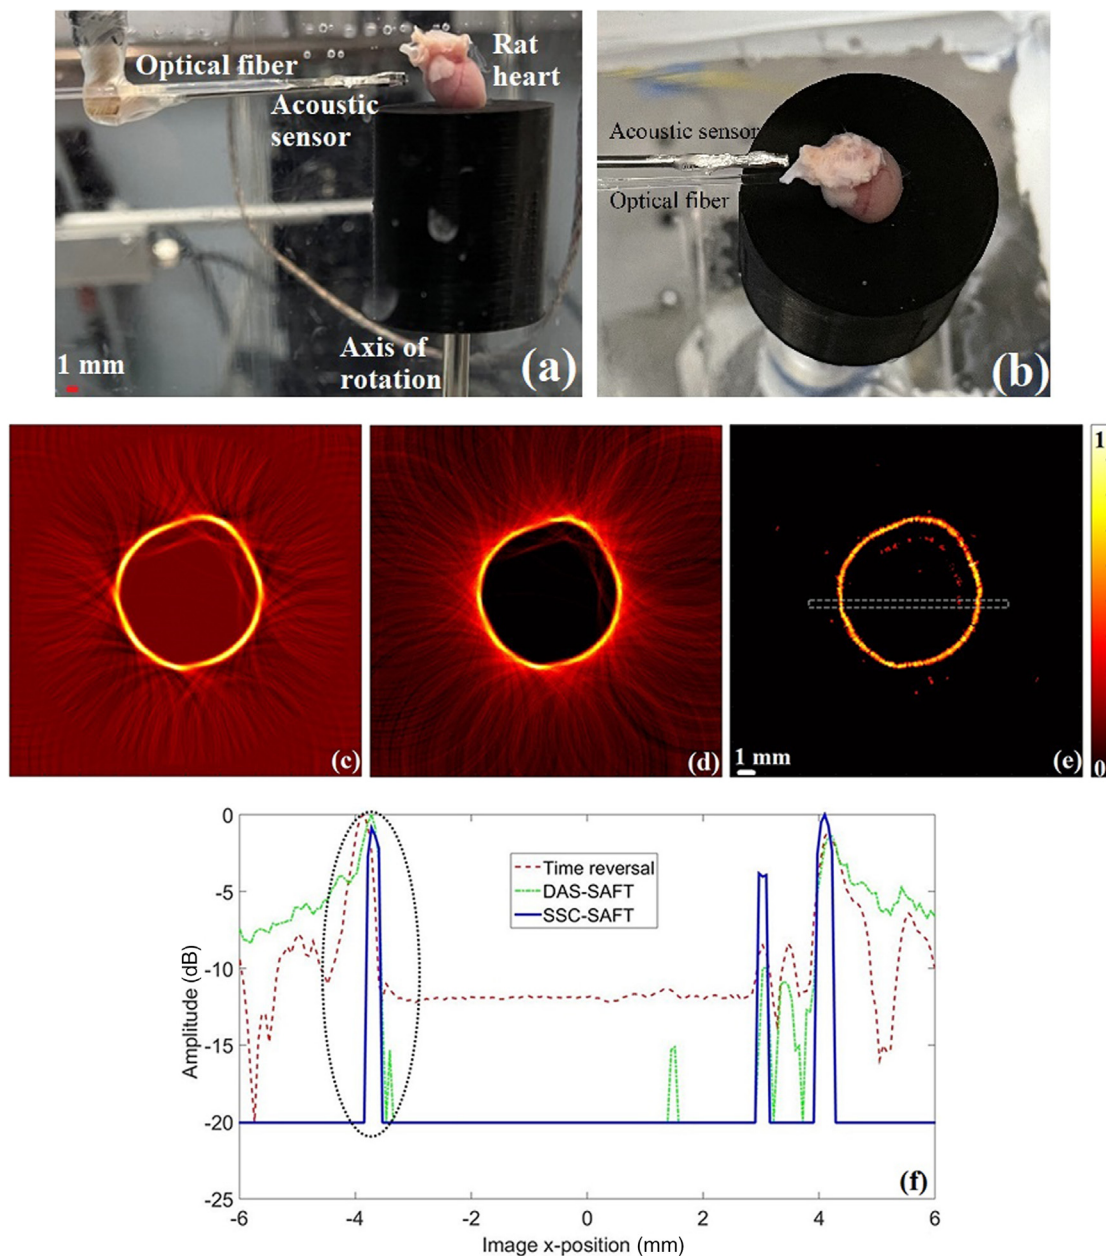 Optical fiber
Rat
heart
Acoustic
sensor
Axis of
rotation
1 mm
(a)
Acoustic sensor
Optical fiber
(b)
(c)
(d)
1 mm
(e)
1
0
0
-5
-10
-15
-20
-25
Amplitude (dB)
Time reversal
DAS-SAFT
SSC-SAFT
(f)
-6
-4
-2
0
2
4
6
Image x-position (mm)